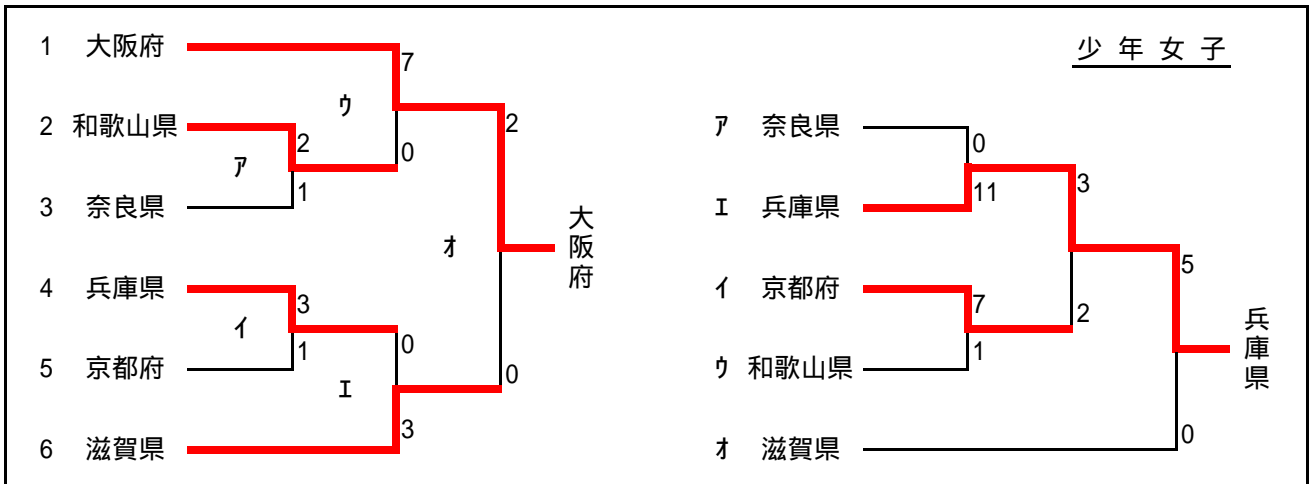 少年女子
1 大阪府
7
ウ
2 和歌山県
2
2
ア
0
1
3 奈良県
大阪府
オ
4 兵庫県
3
イ
0
1
5 京都府
0
エ
3
6 滋賀県
ア 奈良県
0
3
11
エ 兵庫県
5
イ 京都府
7
2
1
兵庫県
ウ 和歌山県
0
オ 滋賀県